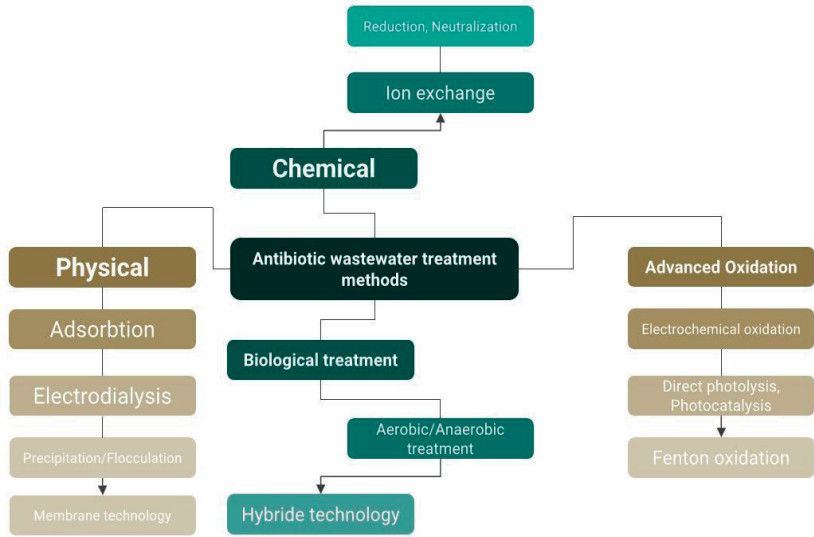 Reduction, Neutralization
Ion exchange
Chemical
Antibiotic wastewater treatment
methods
Physical
Adsorbtion
Electrodialysis
Precipitation/Flocculation
Membrane technology
Biological treatment
Aerobic/Anaerobic
treatment
Hybride technology
Advanced Oxidation
Electrochemical oxidation
Direct photolysis,
Photocatalysis
Fenton oxidation